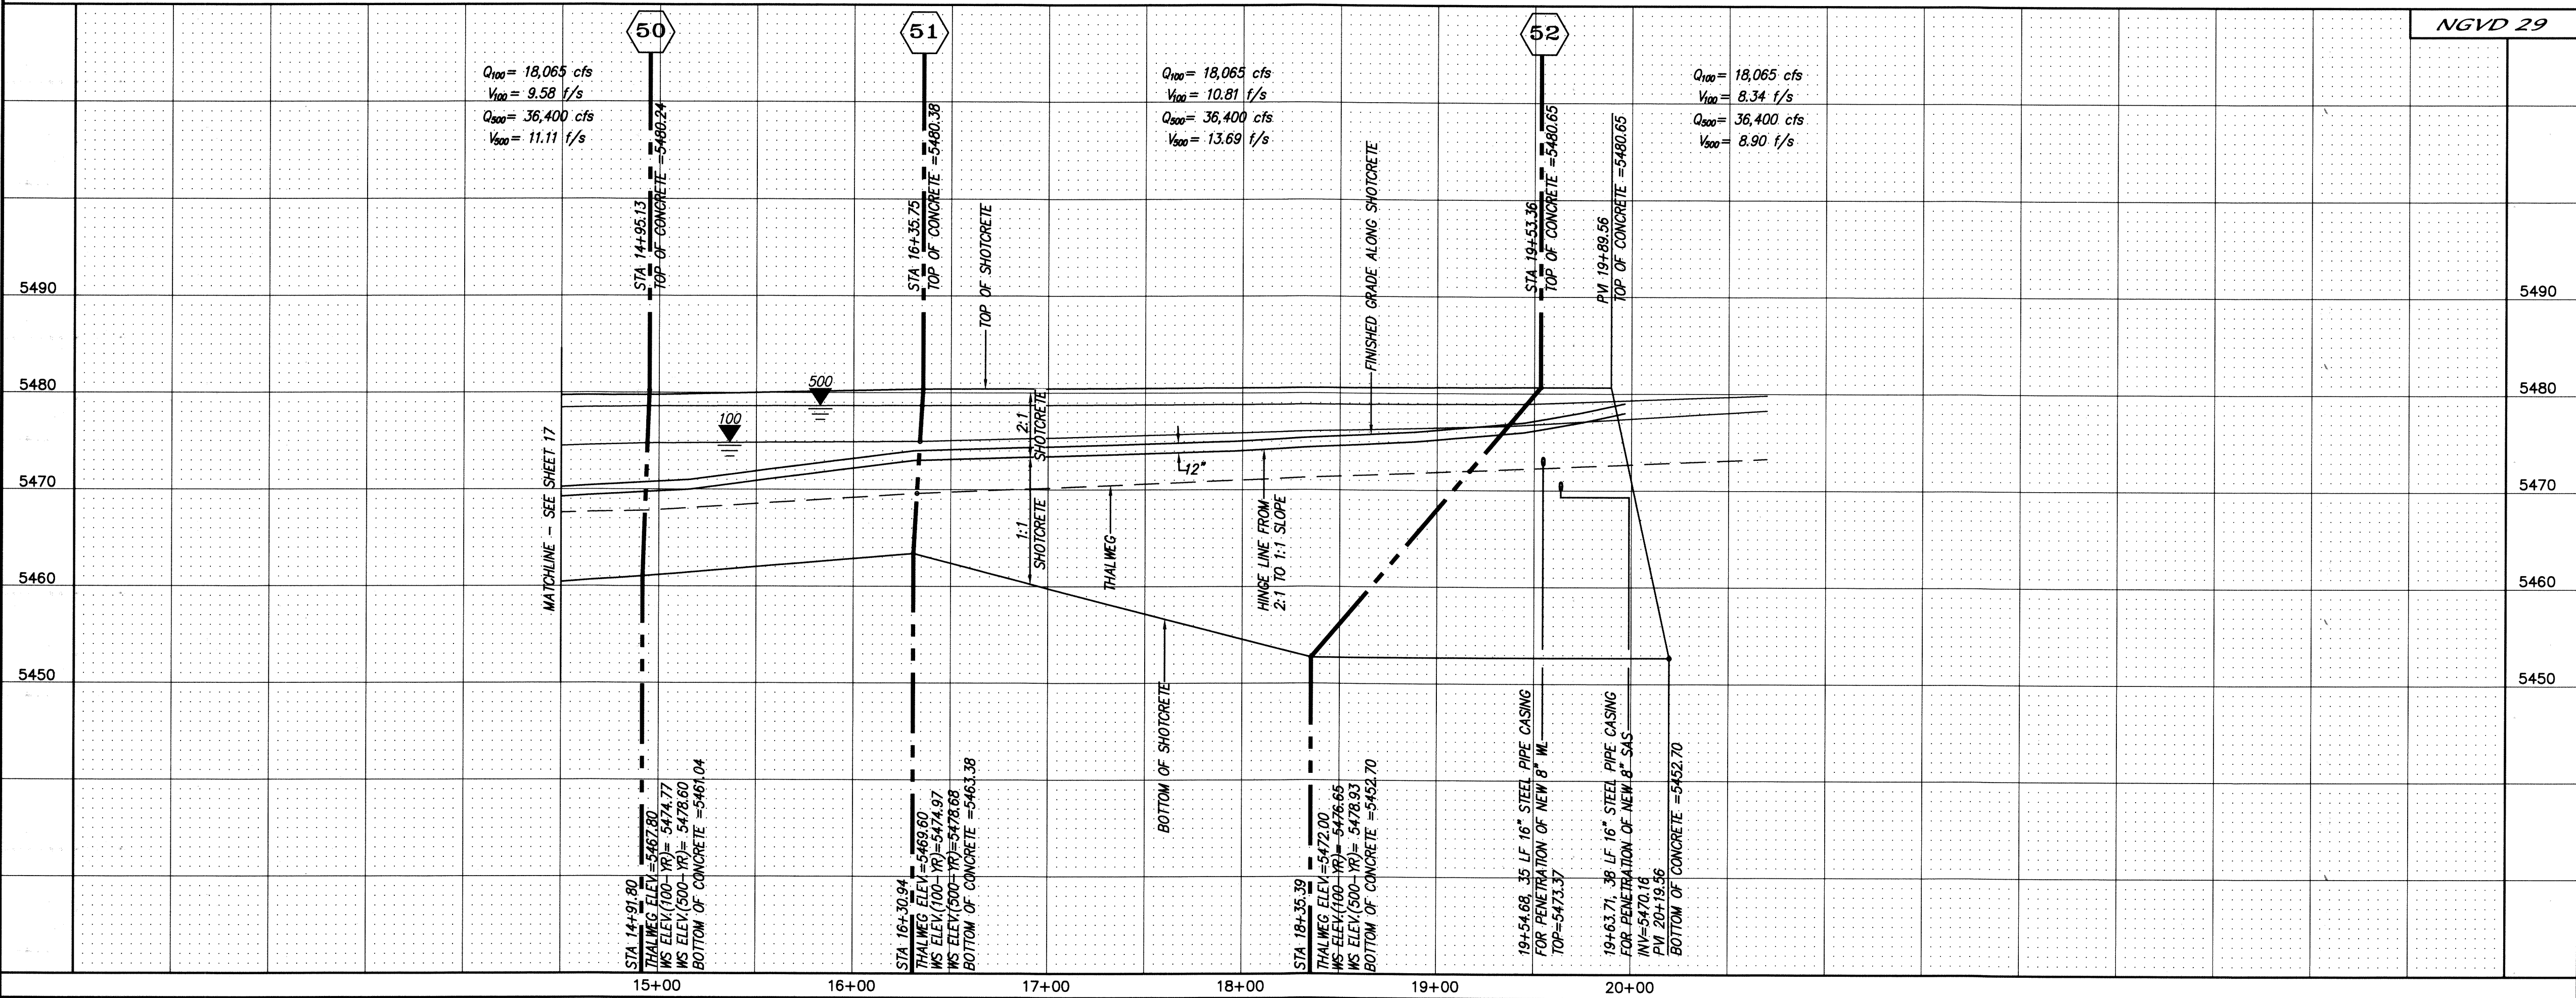 50
51
52
NGVD 29
Q100= 18,065 cfs
V100= 9.58 f/s
Q500= 36,400 cfs
V500= 11.11 f/s
Q100= 18,065 cfs
V100= 10.81 f/s
Q500= 36,400 cfs
V500= 13.69 f/s
Q100= 18,065 cfs
V100= 8.34 f/s
Q500= 36,400 cfs
V500= 8.90 f/s
STA 14+95.13
TOP OF CONCRETE =5480.24
STA 16+35.75
TOP OF CONCRETE =5480.38
TOP OF SHOTCRETE
FINISHED GRADE ALONG SHOTCRETE
STA 19+53.36
TOP OF CONCRETE =5480.65
PVI 19+89.56
TOP OF CONCRETE =5480.65
5490
5490
5480
5480
500
100
2:1
SHOTCRETE
12"
MATCHLINE - SEE SHEET 17
5470
5470
1:1
SHOTCRETE
THALWEG
HINGE LINE FROM
2:1 TO 1:1 SLOPE
5460
5460
5450
5450
BOTTOM OF SHOTCRETE
STA 14+91.80
THALWEG ELEV.=5467.80
WS ELEV.(100-YR)= 5474.77
WS ELEV.(500-YR)= 5478.60
BOTTOM OF CONCRETE =5461.04
STA 16+30.94
THALWEG ELEV.=5469.60
WS ELEV.(100-YR)=5474.97
WS ELEV.(500-YR)=5478.68
BOTTOM OF CONCRETE =5463.38
STA 18+35.39
THALWEG ELEV.=5472.00
WS ELEV.(100-YR)= 5476.65
WS ELEV.(500-YR)= 5478.93
BOTTOM OF CONCRETE =5452.70
19+54.68, 35 LF 16" STEEL PIPE CASING
FOR PENETRATION OF NEW 8" WL
TOP=5473.37
19+63.71, 38 LF 16" STEEL PIPE CASING
FOR PENETRATION OF NEW 8" SAS
INV=5470.16
PVI 20+19.56
BOTTOM OF CONCRETE =5452.70
15+00
16+00
17+00
18+00
19+00
20+00